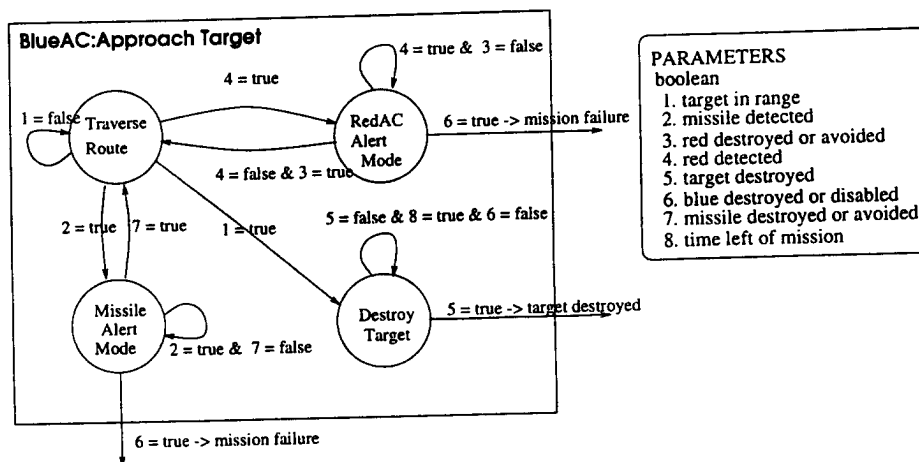 BlueAC:Approach Target
4 = true & 3 = false
4 = true
1 = false
Traverse
Route
RedAC
Alert
Mode
6 = true -> mission failure
4 = false & 3 = true
5 = false & 8 = true & 6 = false
2 = true
7 = true
1 = true
Missile
Alert
Mode
2 = true & 7 = false
Destroy
Target
5 = true -> target destroyed
6 = true -> mission failure
PARAMETERS
boolean
1. target in range
2. missile detected
3. red destroyed or avoided
4. red detected
5. target destroyed
6. blue destroyed or disabled
7. missile destroyed or avoided
8. time left of mission